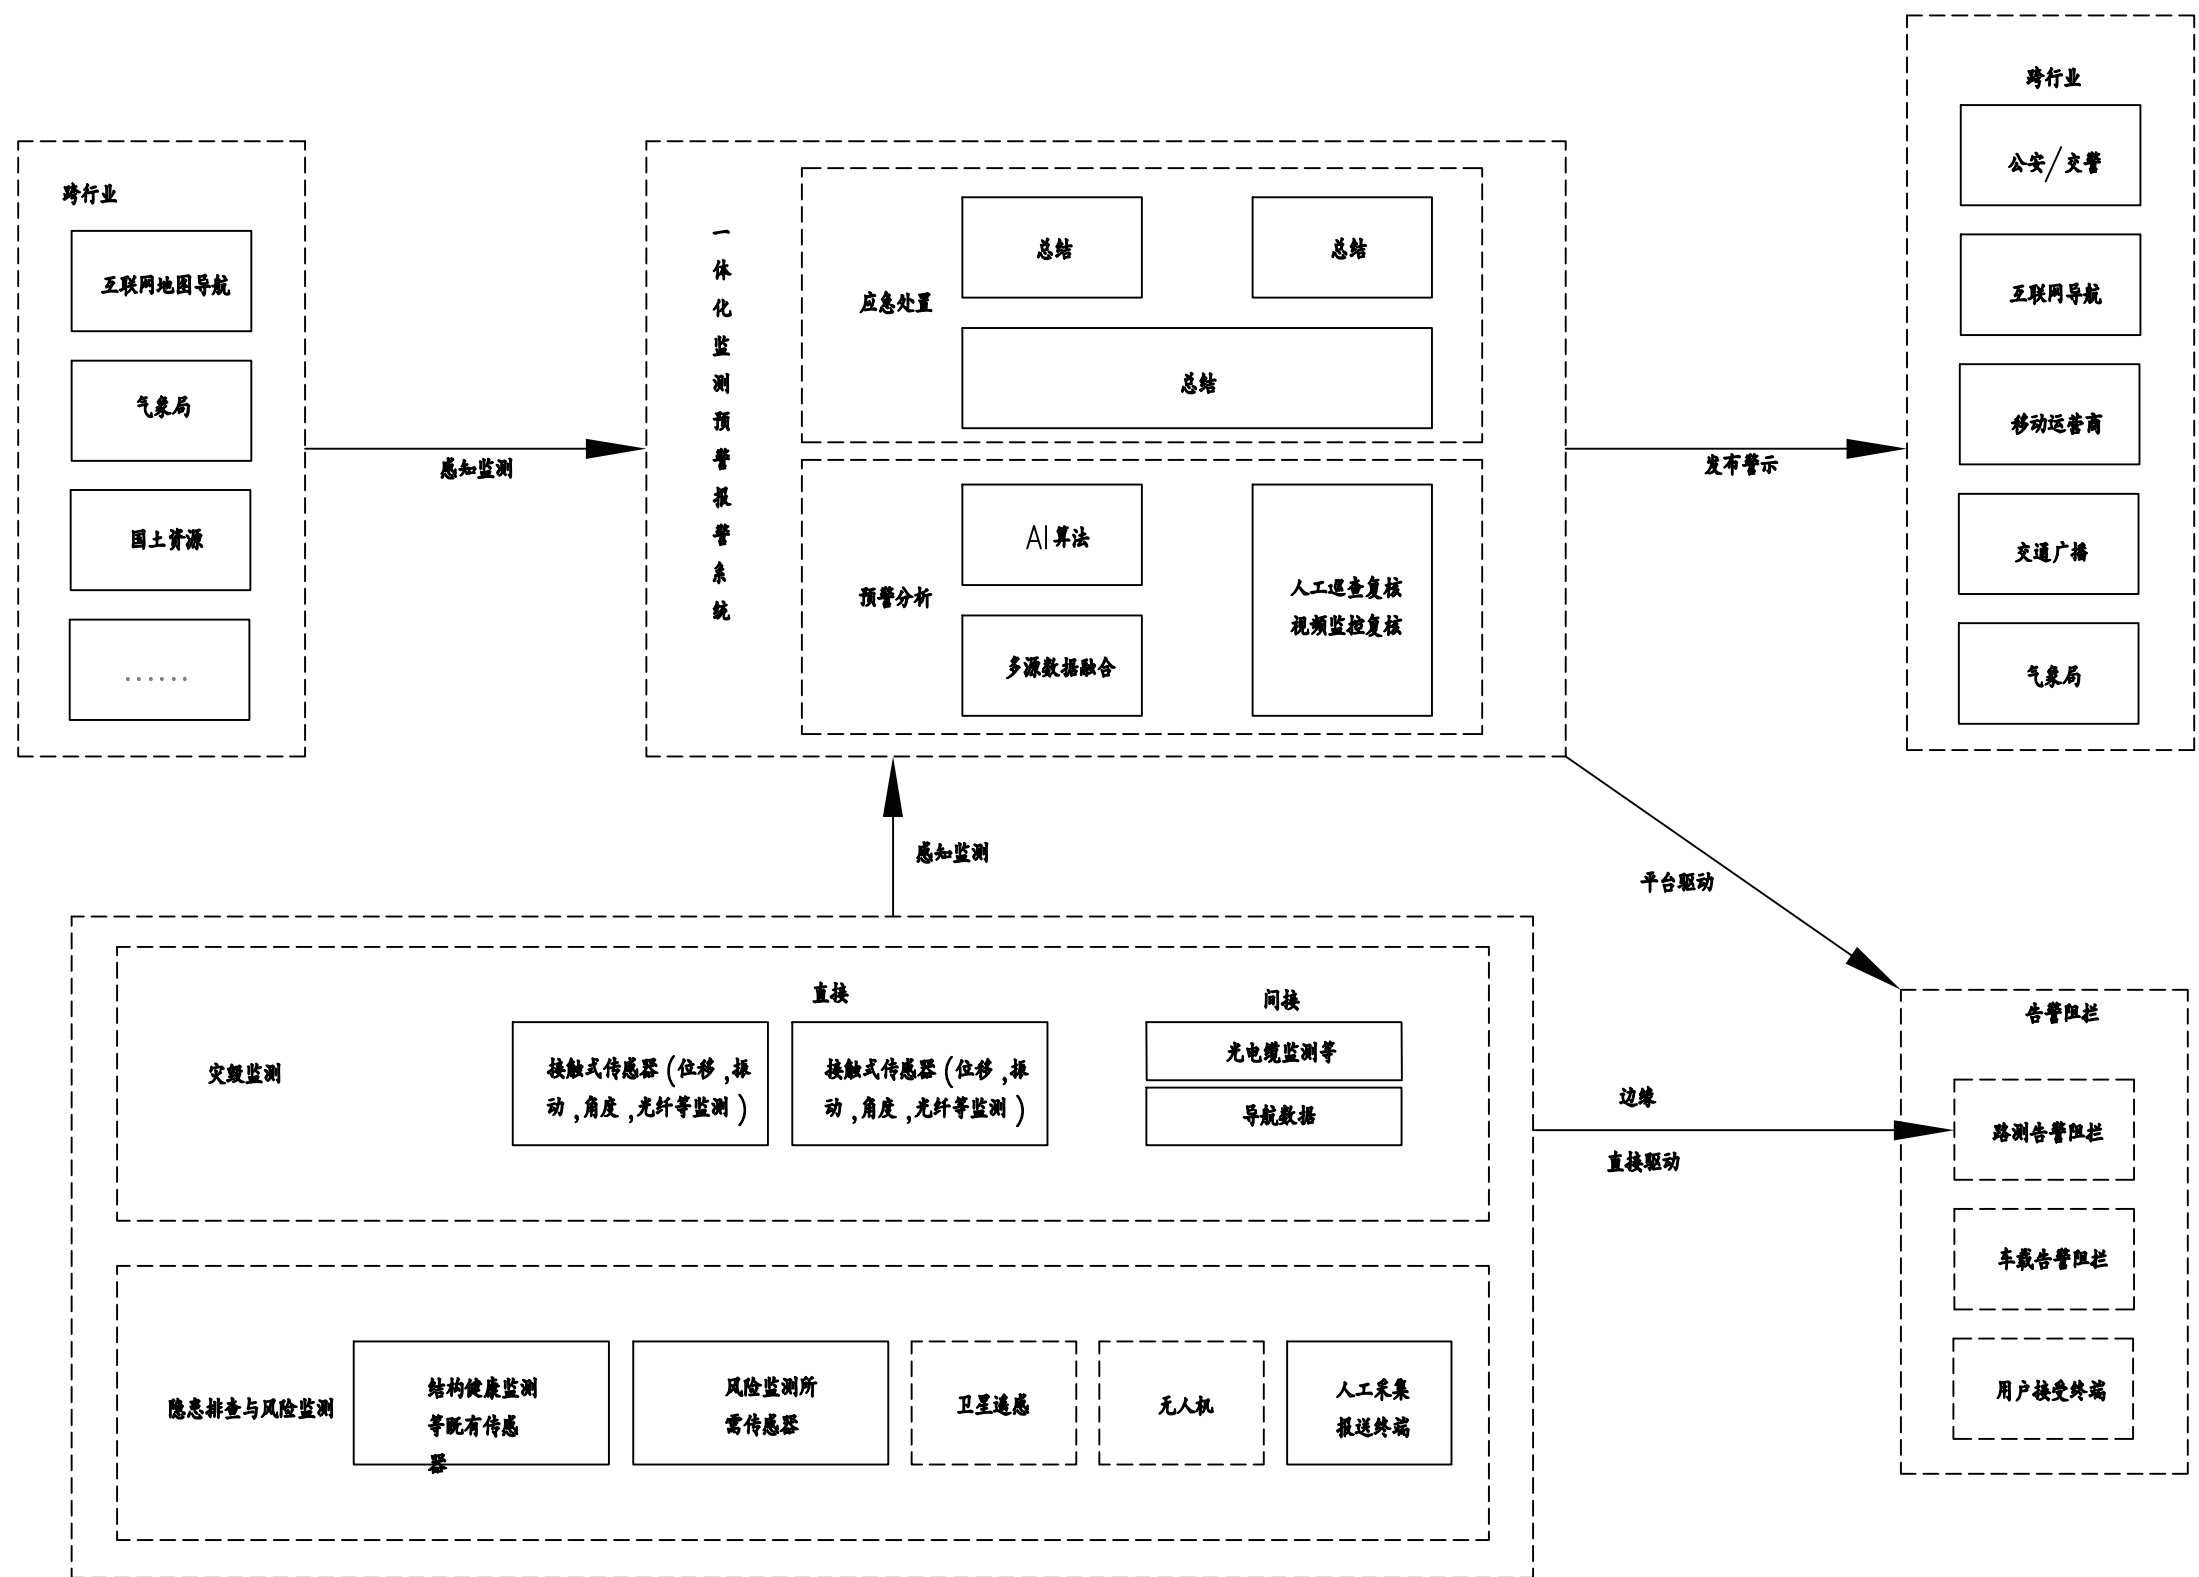 跨行业
互联网地图导航
气象局
国土资源
......
感知监测
一
体
化
监
测
预
警
报
警
系
统
应急处置
总结
总结
总结
预警分析
AI算法
多源数据融合
人工巡查复核
视频监控复核
发布警示
跨行业
公安/交警
互联网导航
移动运营商
交通广播
气象局
感知监测
平台驱动
灾毁监测
直接
接触式传感器(位移,振
动,角度,光纤等监测)
接触式传感器(位移,振
动,角度,光纤等监测)
间接
光电缆监测等
导航数据
隐患排查与风险监测
结构健康监测
等既有传感
器
风险监测所
需传感器
卫星遥感
无人机
人工采集
报送终端
边缘
直接驱动
告警阻拦
路测告警阻拦
车载告警阻拦
用户接受终端